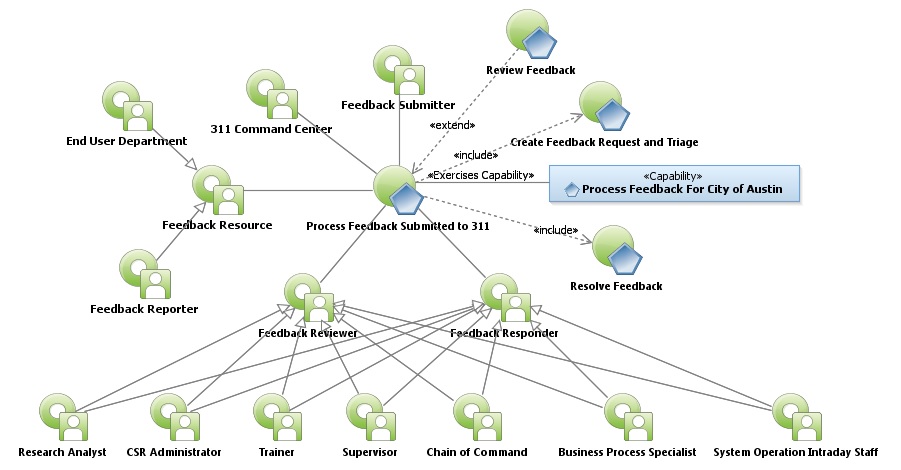 Review Feedback
Feedback Submitter
«extend»
311 Command Center
End User Department
Create Feedback Request and Triage
«include»
«Exercises Capability»
«Capability»
Process Feedback For City of Austin
Feedback Resource
Process Feedback Submitted to 311
«include»
Resolve Feedback
Feedback Reporter
Feedback Reviewer
Feedback Responder
Research Analyst
CSR Administrator
Trainer
Supervisor
Chain of Command
Business Process Specialist
System Operation Intraday Staff